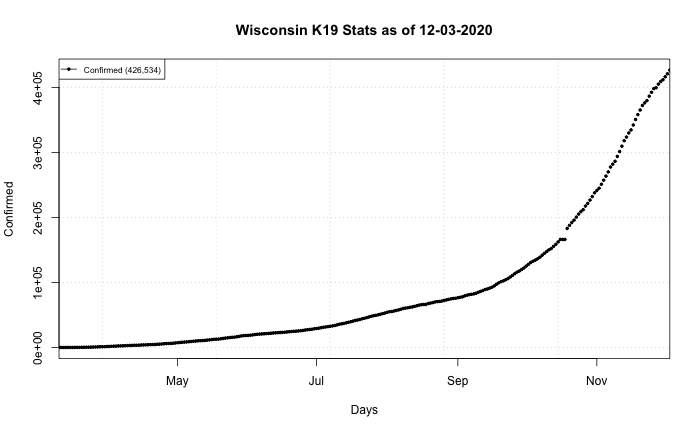 Wisconsin K19 Stats as of 12-03-2020
Confirmed (426,534)
Confirmed
4e+05
3e+05
2e+05
1e+05
0e+00
May Jul Sep Nov
Days